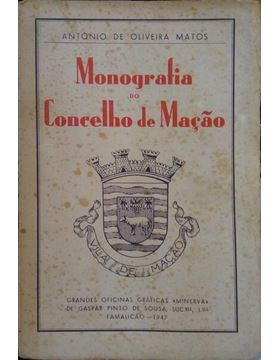 ANTÓNIO DE OLIVEIRA MATOS
Monografia
DO
Concelho de Mação
VILA DE MAÇÃO
GRANDES OFICINAS GRÁFICAS «MINERVA»
DE GASPAR PINTO DE SOUSA, SUC.RES, L.DA
FAMALICÃO — 1947